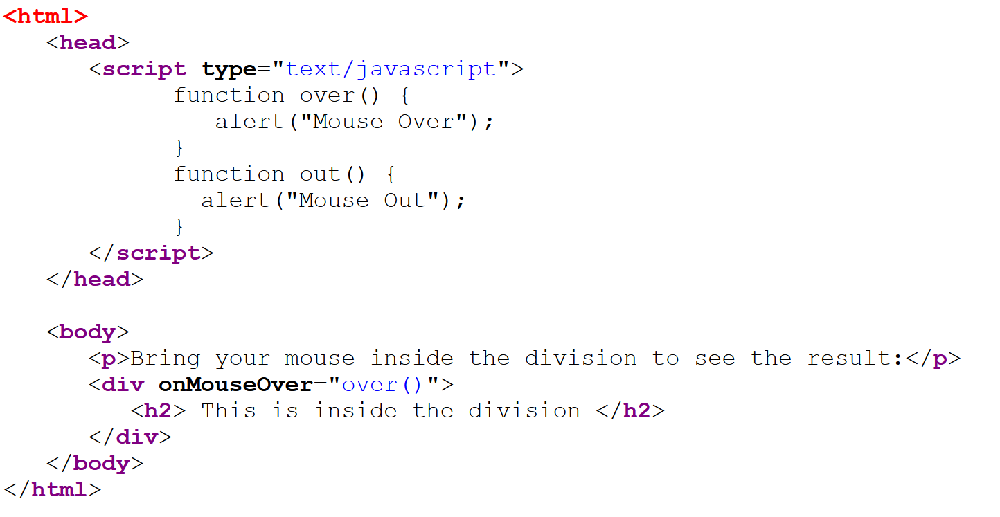 <html>
   <head>
      <script type="text/javascript">
            function over() {
               alert("Mouse Over");
            }
            function out() {
              alert("Mouse Out");
            }
      </script>
   </head>

   <body>
      <p>Bring your mouse inside the division to see the result:</p>
      <div onMouseOver="over()">
         <h2> This is inside the division </h2>
      </div>
   </body>
</html>